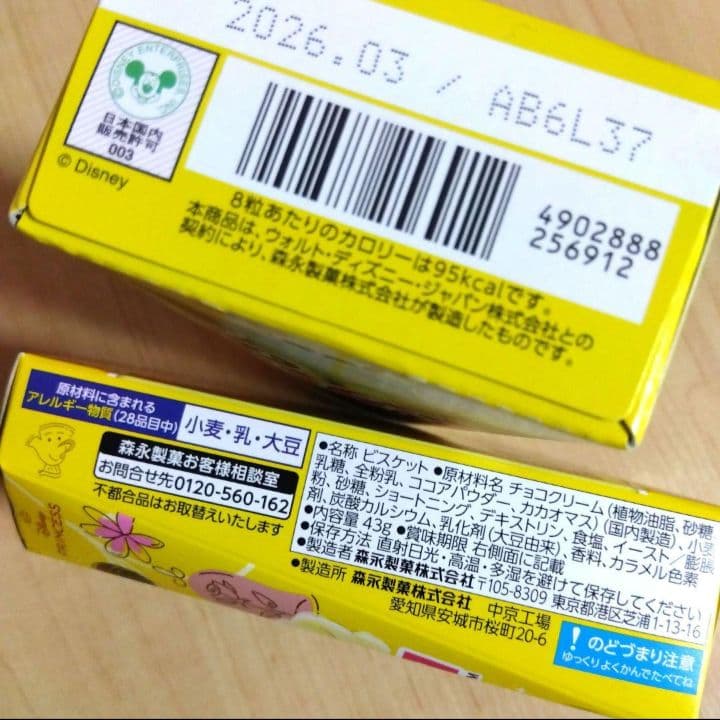 2026.03 / AB6L37
日本国内
販売許可
003
© Disney
4902888
256912
8粒あたりのカロリーは95kcalです。
本商品は、ウォルト・ディズニー・ジャパン株式会社との
契約により、森永製菓株式会社が製造したものです。
原材料に含まれる
アレルギー物質(28品目中)
小麦・乳・大豆
森永製菓お客様相談室
お問合せ先0120-560-162
不都合品はお取替えいたします
●名称 ビスケット ●原材料名 チョコクリーム(植物油脂、砂糖
乳糖、全粉乳、ココアパウダー、カカオマス)(国内製造)、小麦
粉、砂糖、ショートニング、デキストリン、食塩、イースト/膨脹
剤、炭酸カルシウム、乳化剤(大豆由来)、香料、カラメル色素
●内容量 43g ●賞味期限 右側面に記載
●保存方法 直射日光・高温・多湿を避けて保存してください
●製造者 森永製菓株式会社 〒105-8309 東京都港区芝浦1-13-16
●製造所 森永製菓株式会社 中京工場
愛知県安城市桜町20-6
! のどづまり注意
ゆっくりよくかんでたべてね